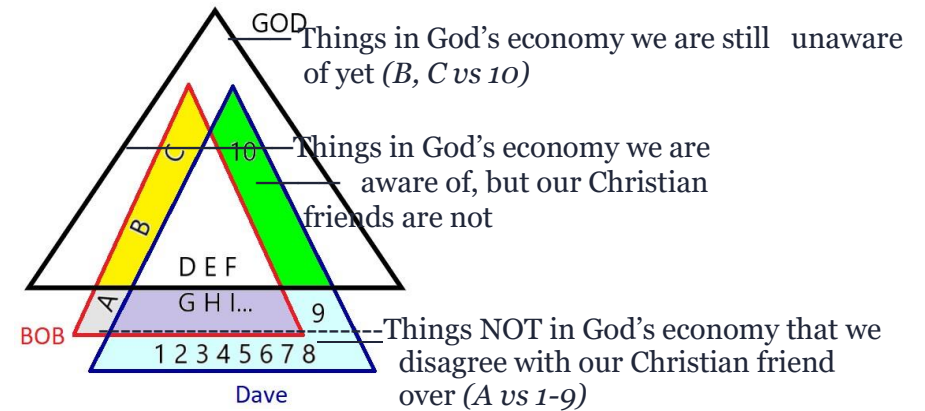 GOD
Things in God’s economy we are still unaware
of yet (B, C vs 10)
C
10
Things in God’s economy we are
aware of, but our Christian
friends are not
B
D E F
A
G H I...
9
BOB
Things NOT in God’s economy that we
1 2 3 4 5 6 7 8
disagree with our Christian friend
Dave
over (A vs 1-9)